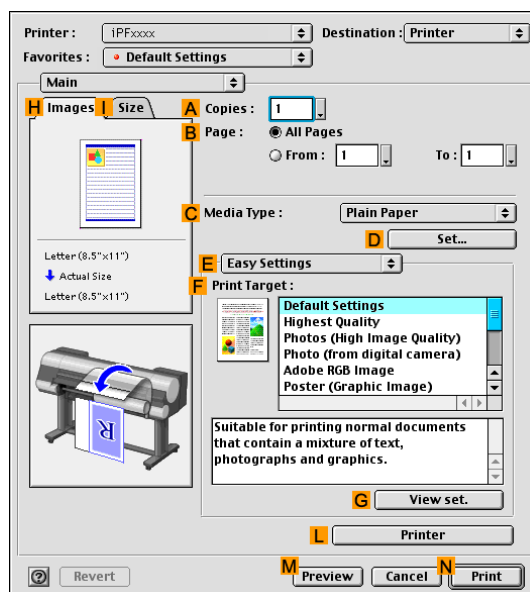 Printer : iPFxxxx Destination : Printer
Favorites : Default Settings
Main
H Images I Size
A Copies : 1
B Page : All Pages
From : 1 To : 1
C Media Type : Plain Paper
D Set...
Letter (8.5"x11")
Actual Size
Letter (8.5"x11")
E Easy Settings
F Print Target :
Default Settings
Highest Quality
Photos (High Image Quality)
Photo (from digital camera)
Adobe RGB Image
Poster (Graphic Image)
Suitable for printing normal documents
that contain a mixture of text,
photographs and graphics.
G View set.
L Printer
R
? Revert M Preview Cancel N Print